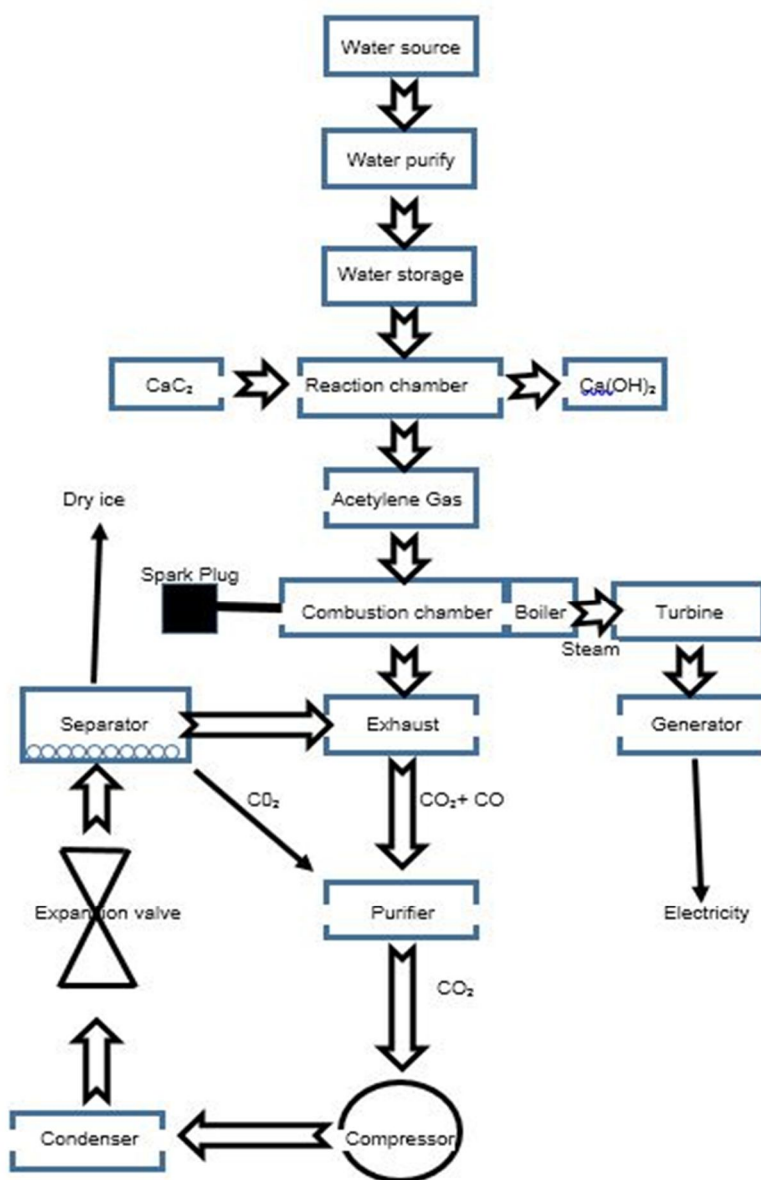 Water source
Water purify
Water storage
CaC₂
Reaction chamber
Ca(OH)₂
Acetylene Gas
Dry ice
Spark Plug
Combustion chamber
Boiler
Turbine
Steam
Separator
Exhaust
Generator
C0₂
CO₂+ CO
Expansion valve
Purifier
Electricity
CO₂
Condenser
Compressor